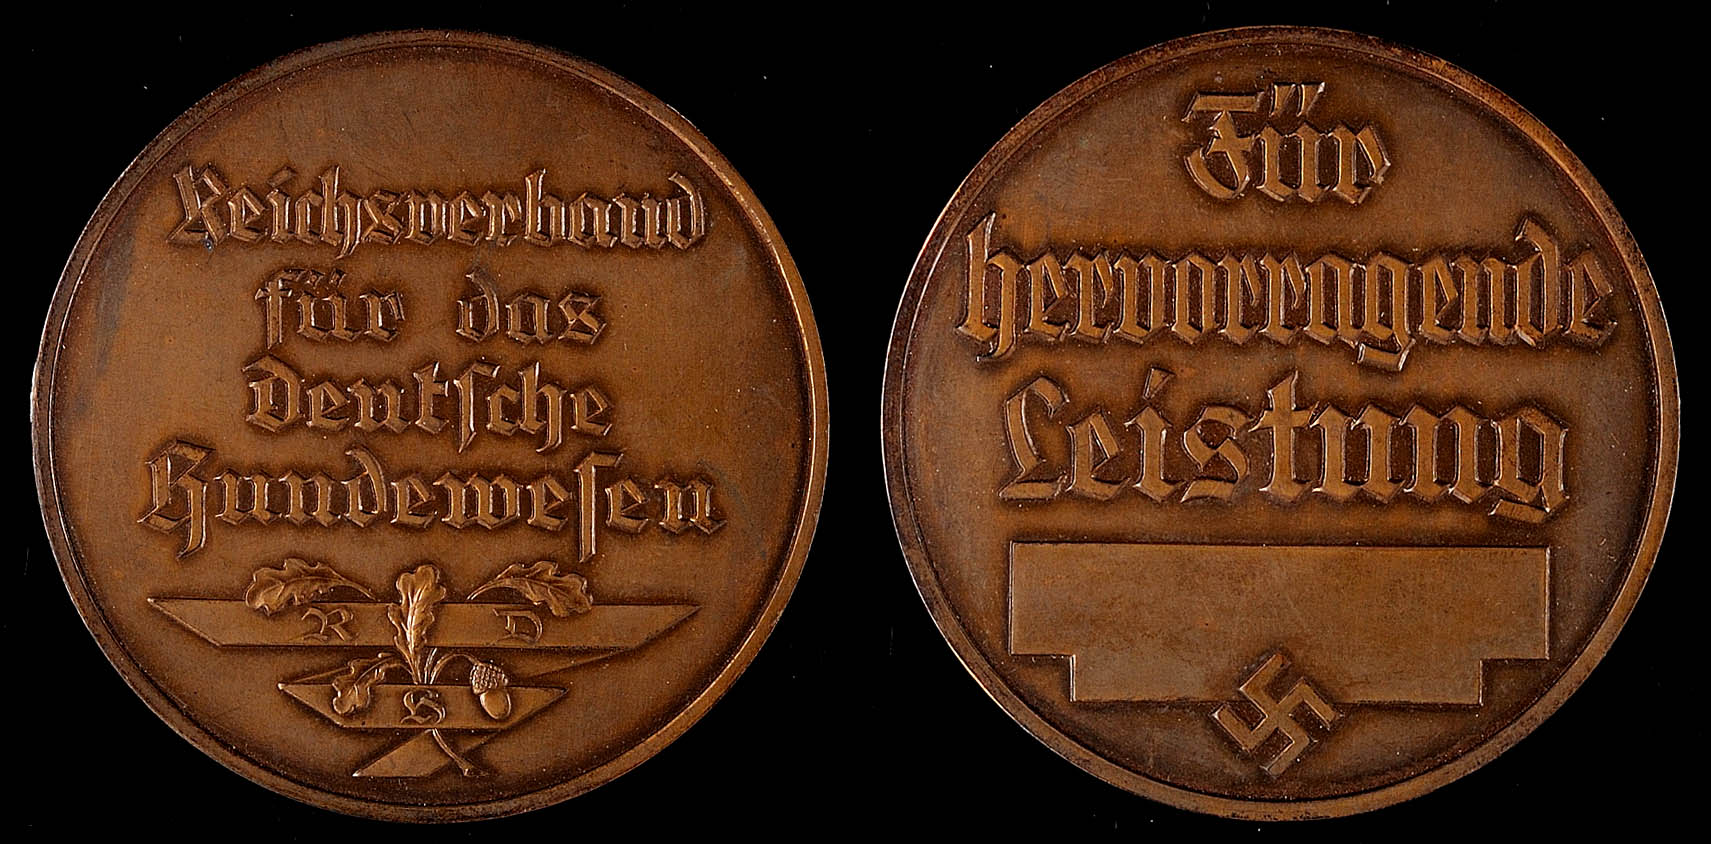 Reichsverband
für das
Deutsche
Hundewesen
R D
H
Für
hervorragende
Leistung